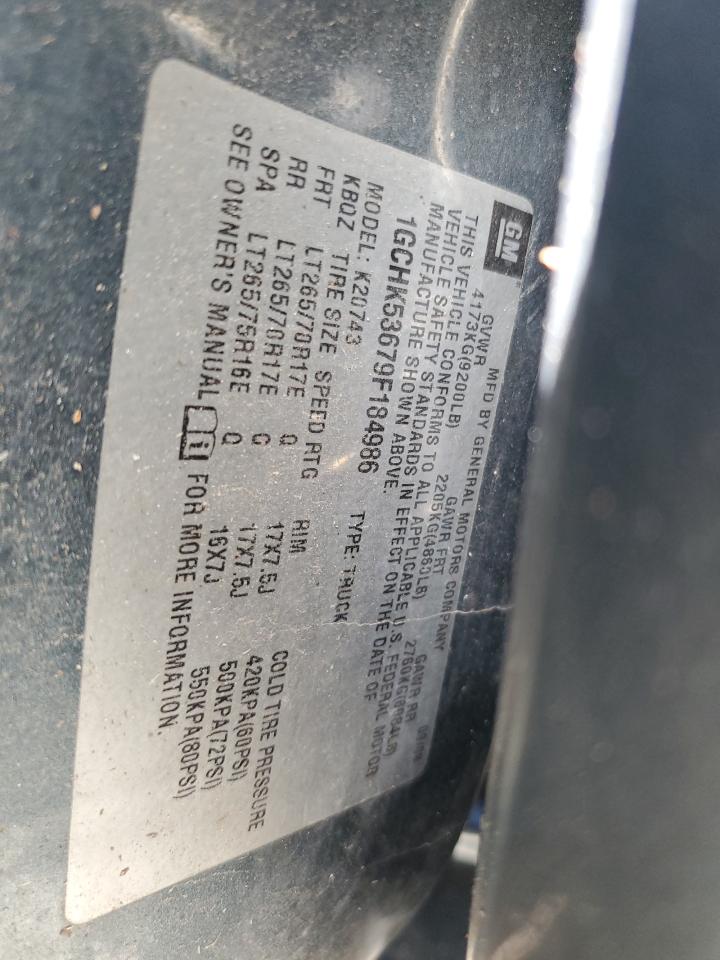 GM
MFD BY GENERAL MOTORS COMPANY
GVWR GAWR FRT GAWR RR
4173KG(9200LB) 2205KG(4860LB) 2760KG(6084LB)
THIS VEHICLE CONFORMS TO ALL APPLICABLE U.S. FEDERAL MOTOR
VEHICLE SAFETY STANDARDS IN EFFECT ON THE DATE OF
MANUFACTURE SHOWN ABOVE.
1GCHK53679F184986 TYPE: TRUCK
MODEL: K20743
KBQZ TIRE SIZE SPEED RTG RIM COLD TIRE PRESSURE
FRT LT265/70R17E Q 17X7.5J 420KPA(60PSI)
RR LT265/70R17E Q 17X7.5J 500KPA(72PSI)
SPA LT265/75R16E Q 16X7J 550KPA(80PSI)
SEE OWNER'S MANUAL FOR MORE INFORMATION.